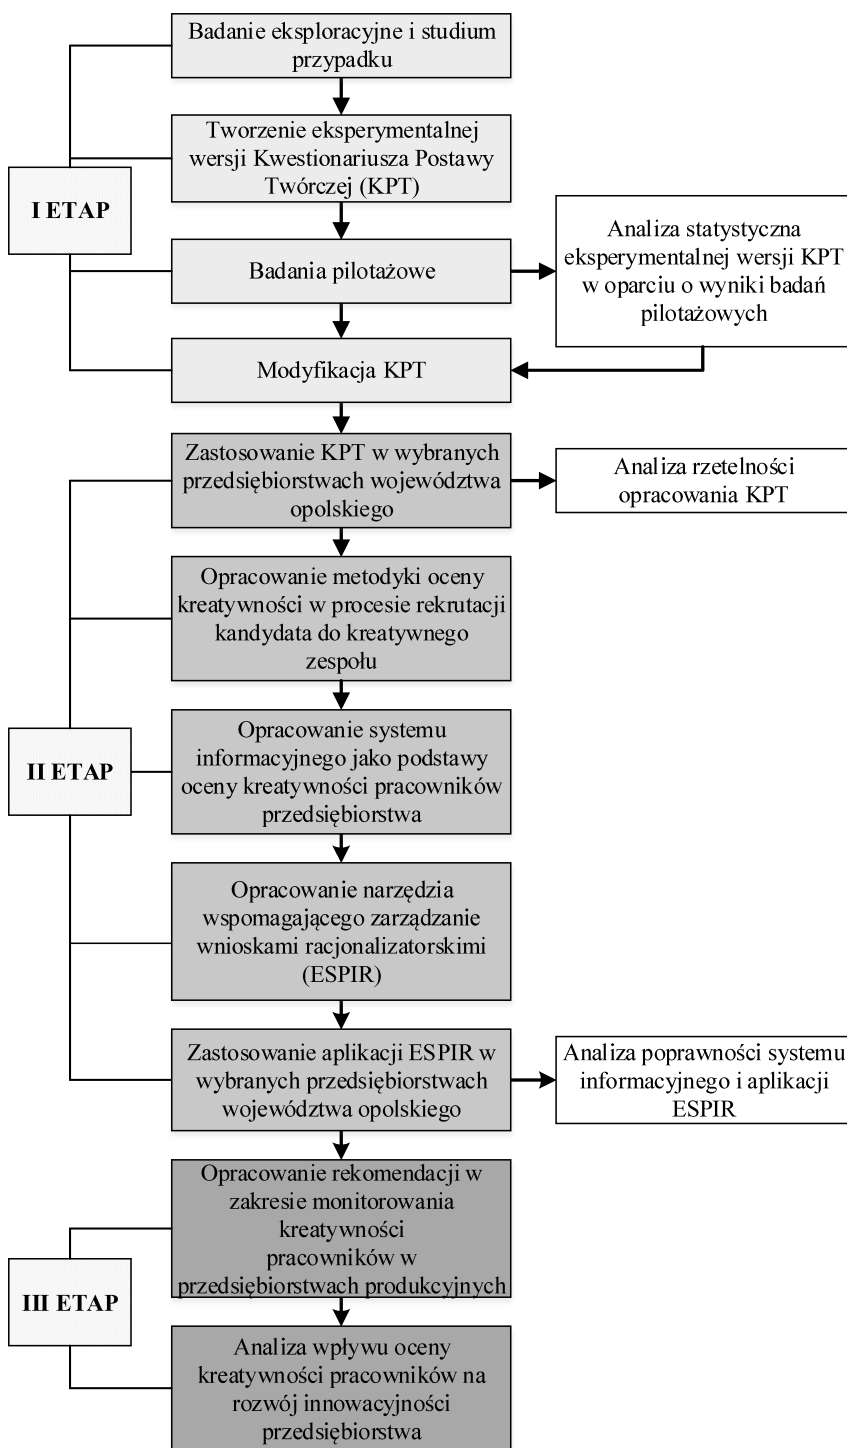 Badanie eksploracyjne i studium
przypadku
Tworzenie eksperymentalnej
wersji Kwestionariusza Postawy
Twórczej (KPT)
I ETAP
Badania pilotażowe
Analiza statystyczna
eksperymentalnej wersji KPT
w oparciu o wyniki badań
pilotażowych
Modyfikacja KPT
Zastosowanie KPT w wybranych
przedsiębiorstwach województwa
opolskiego
Analiza rzetelności
opracowania KPT
Opracowanie metodyki oceny
kreatywności w procesie rekrutacji
kandydata do kreatywnego
zespołu
II ETAP
Opracowanie systemu
informacyjnego jako podstawy
oceny kreatywności pracowników
przedsiębiorstwa
Opracowanie narzędzia
wspomagającego zarządzanie
wnioskami racjonalizatorskimi
(ESPIR)
Zastosowanie aplikacji ESPIR w
wybranych przedsiębiorstwach
województwa opolskiego
Analiza poprawności systemu
informacyjnego i aplikacji
ESPIR
Opracowanie rekomendacji w
zakresie monitorowania
kreatywności
pracowników w
przedsiębiorstwach produkcyjnych
III ETAP
Analiza wpływu oceny
kreatywności pracowników na
rozwój innowacyjności
przedsiębiorstwa